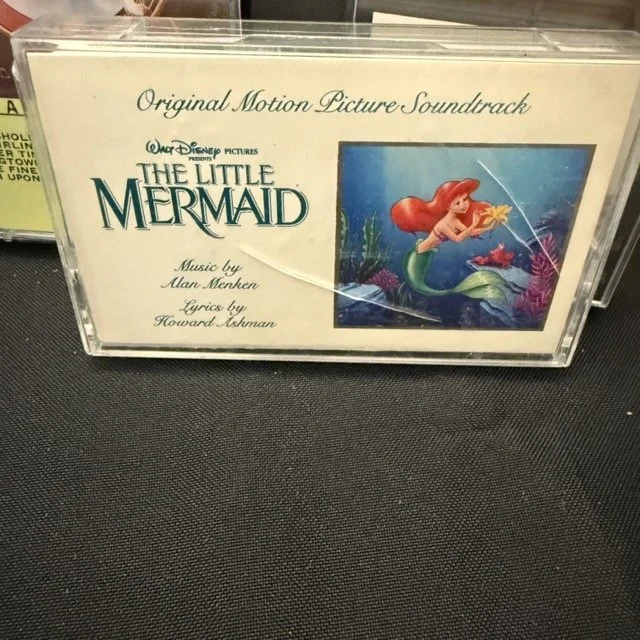 Original Motion Picture Soundtrack
Walt Disney PICTURES
PRESENTS
THE LITTLE
MERMAID
Music by
Alan Menken
Lyrics by
Howard Ashman
A
UPON